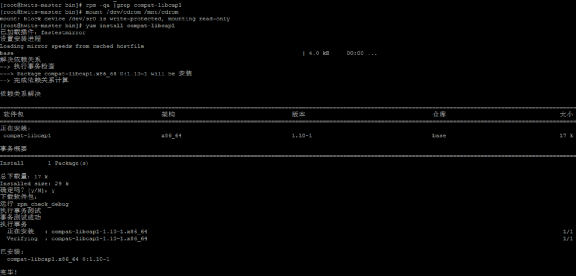 [root@wits-master bin]# rpm -qa |grep compat-libcap1
[root@wits-master bin]# mount /dev/cdrom /mnt/cdrom
mount: block device /dev/sr0 is write-protected, mounting read-only
[root@wits-master bin]# yum install compat-libcap1
已加载插件：fastestmirror
设置安装进程
Loading mirror speeds from cached hostfile
base | 4.0 kB 00:00 ...
解决依赖关系
--> 执行事务检查
---> Package compat-libcap1.x86_64 0:1.10-1 will be 安装
--> 完成依赖关系计算
依赖关系解决
软件包 架构 版本 仓库 大小
正在安装:
compat-libcap1 x86_64 1.10-1 base 17 k
事务概要
Install 1 Package(s)
总下载量：17 k
Installed size: 29 k
确定吗？[y/N]：y
下载软件包：
运行 rpm_check_debug
执行事务测试
事务测试成功
执行事务
正在安装 : compat-libcap1-1.10-1.x86_64 1/1
Verifying : compat-libcap1-1.10-1.x86_64 1/1
已安装:
compat-libcap1.x86_64 0:1.10-1
完毕！